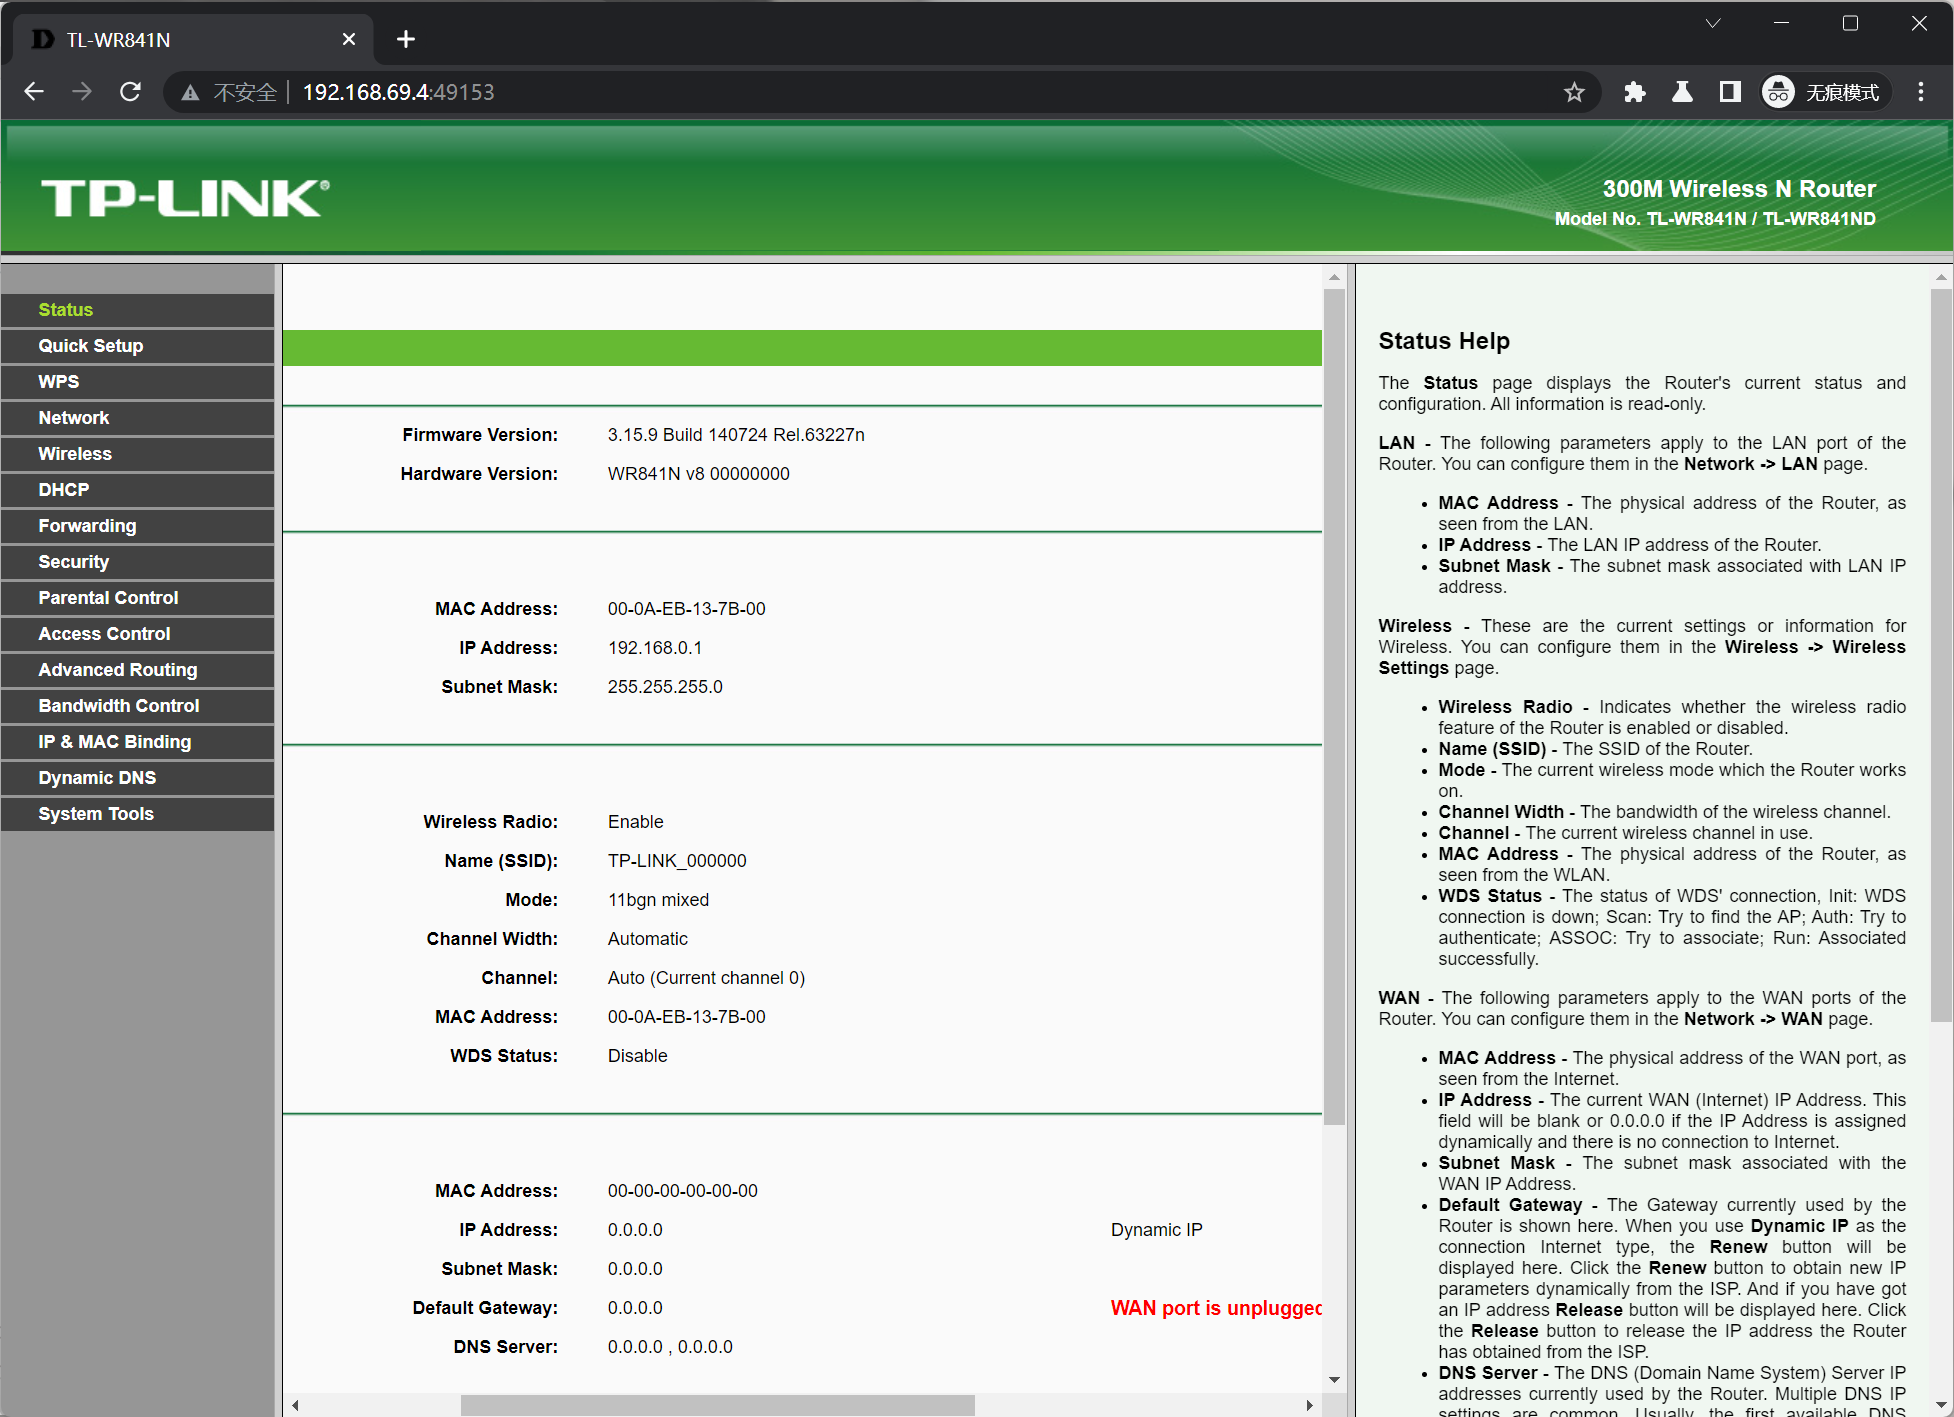 TL-WR841N
不安全 192.168.69.4:49153 无痕模式
TP-LINK®
300M Wireless N Router
Model No. TL-WR841N / TL-WR841ND
Status
Quick Setup
WPS
Network
Wireless
DHCP
Forwarding
Security
Parental Control
Access Control
Advanced Routing
Bandwidth Control
IP & MAC Binding
Dynamic DNS
System Tools
Firmware Version: 3.15.9 Build 140724 Rel.63227n
Hardware Version: WR841N v8 00000000
MAC Address: 00-0A-EB-13-7B-00
IP Address: 192.168.0.1
Subnet Mask: 255.255.255.0
Wireless Radio: Enable
Name (SSID): TP-LINK_000000
Mode: 11bgn mixed
Channel Width: Automatic
Channel: Auto (Current channel 0)
MAC Address: 00-0A-EB-13-7B-00
WDS Status: Disable
MAC Address: 00-00-00-00-00-00
IP Address: 0.0.0.0 Dynamic IP
Subnet Mask: 0.0.0.0
Default Gateway: 0.0.0.0 WAN port is unplugged
DNS Server: 0.0.0.0 , 0.0.0.0
Status Help
The Status page displays the Router's current status and
configuration. All information is read-only.
LAN - The following parameters apply to the LAN port of the
Router. You can configure them in the Network -> LAN page.
• MAC Address - The physical address of the Router, as
seen from the LAN.
• IP Address - The LAN IP address of the Router.
• Subnet Mask - The subnet mask associated with LAN IP
address.
Wireless - These are the current settings or information for
Wireless. You can configure them in the Wireless -> Wireless
Settings page.
• Wireless Radio - Indicates whether the wireless radio
feature of the Router is enabled or disabled.
• Name (SSID) - The SSID of the Router.
• Mode - The current wireless mode which the Router works
on.
• Channel Width - The bandwidth of the wireless channel.
• Channel - The current wireless channel in use.
• MAC Address - The physical address of the Router, as
seen from the WLAN.
• WDS Status - The status of WDS' connection, Init: WDS
connection is down; Scan: Try to find the AP; Auth: Try to
authenticate; ASSOC: Try to associate; Run: Associated
successfully.
WAN - The following parameters apply to the WAN ports of the
Router. You can configure them in the Network -> WAN page.
• MAC Address - The physical address of the WAN port, as
seen from the Internet.
• IP Address - The current WAN (Internet) IP Address. This
field will be blank or 0.0.0.0 if the IP Address is assigned
dynamically and there is no connection to Internet.
• Subnet Mask - The subnet mask associated with the
WAN IP Address.
• Default Gateway - The Gateway currently used by the
Router is shown here. When you use Dynamic IP as the
connection Internet type, the Renew button will be
displayed here. Click the Renew button to obtain new IP
parameters dynamically from the ISP. And if you have got
an IP address Release button will be displayed here. Click
the Release button to release the IP address the Router
has obtained from the ISP.
• DNS Server - The DNS (Domain Name System) Server IP
addresses currently used by the Router. Multiple DNS IP
settings are common. Usually, the first available DNS